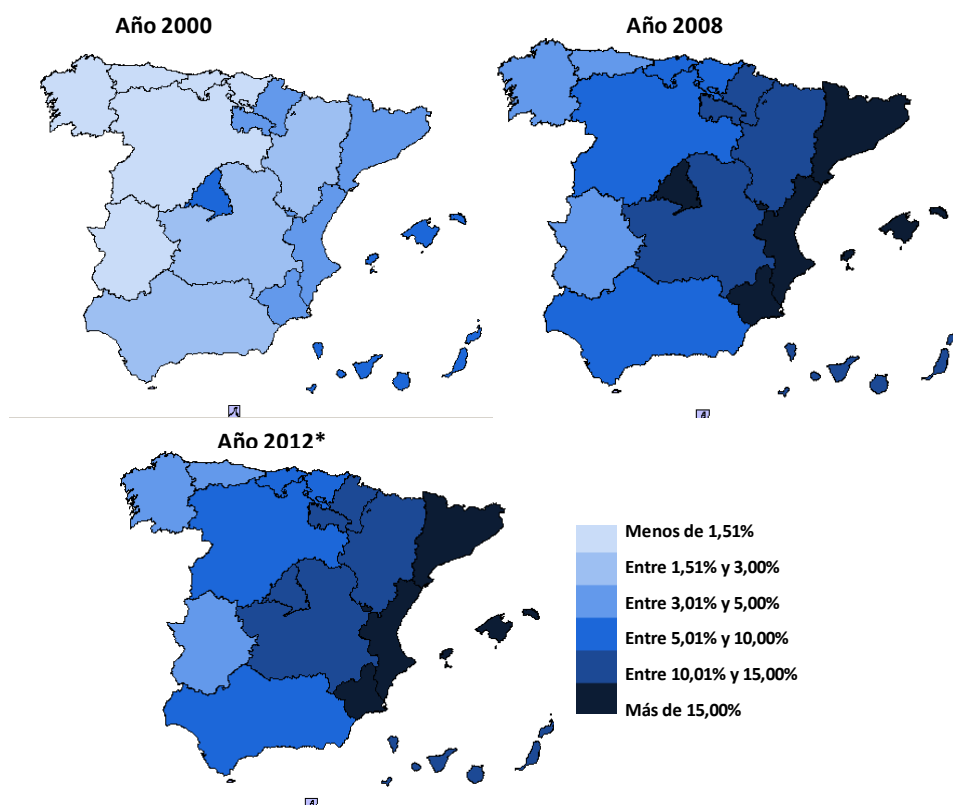 Año 2000
Año 2008
Año 2012*
Menos de 1,51%
Entre 1,51% y 3,00%
Entre 3,01% y 5,00%
Entre 5,01% y 10,00%
Entre 10,01% y 15,00%
Más de 15,00%